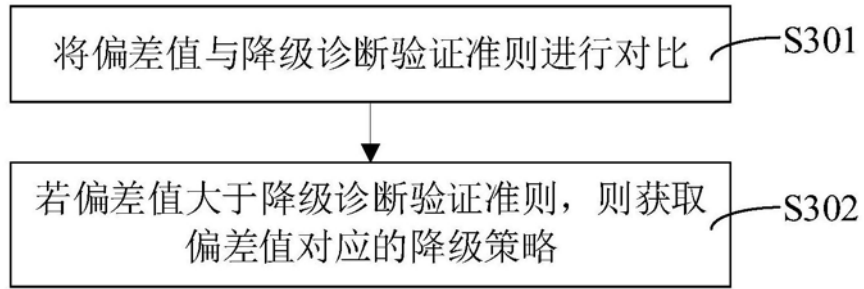 将偏差值与降级诊断验证准则进行对比
S301
若偏差值大于降级诊断验证准则，则获取
偏差值对应的降级策略
S302